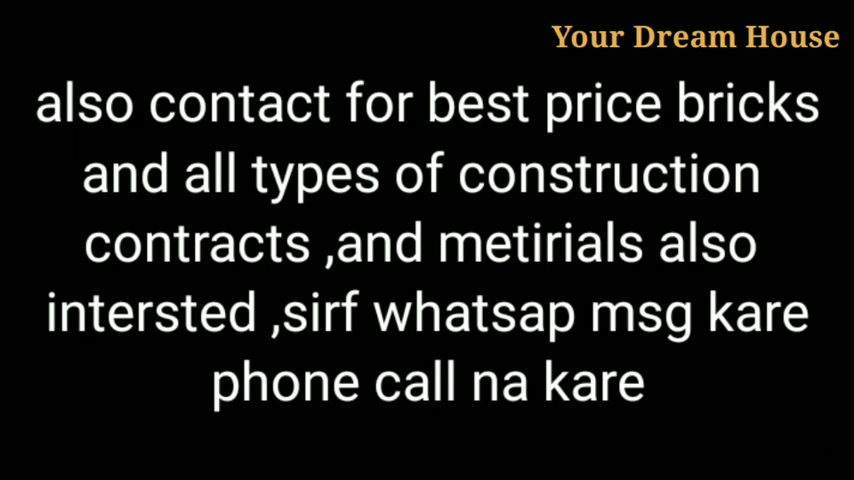 Your Dream House
also contact for best price bricks
and all types of construction
contracts ,and metirials also
intersted ,sirf whatsap msg kare
phone call na kare